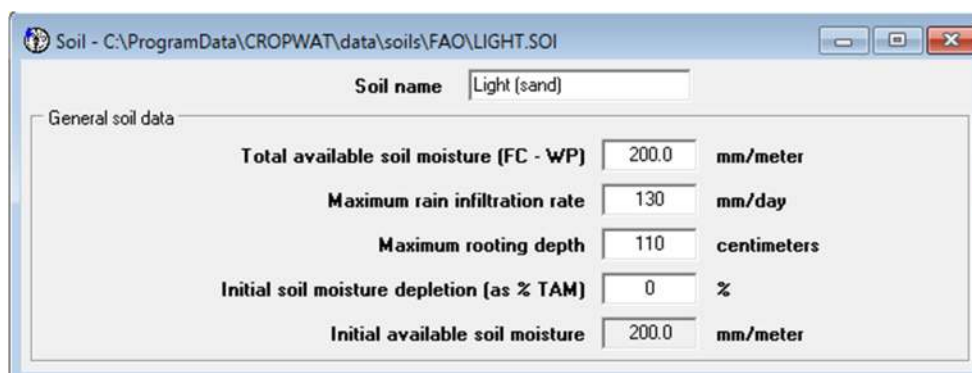 Soil - C:\ProgramData\CROPWAT\data\soils\FAO\LIGHT.SOI
Soil name Light (sand)
General soil data
Total available soil moisture (FC - WP) 200.0 mm/meter
Maximum rain infiltration rate 130 mm/day
Maximum rooting depth 110 centimeters
Initial soil moisture depletion (as % TAM) 0 %
Initial available soil moisture 200.0 mm/meter